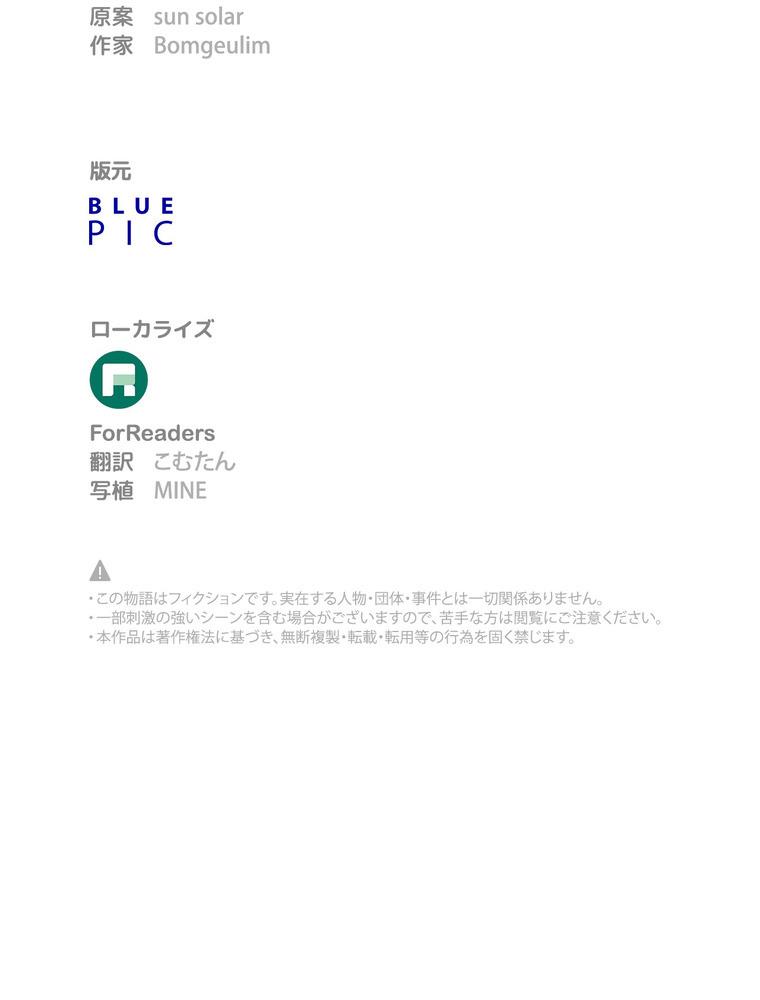 原案 sun solar
作家 Bomgeulim
版元
BLUE
PIC
ローカライズ
ForReaders
翻訳 こむたん
写植 MINE
・この物語はフィクションです。実在する人物・団体・事件とは一切関係ありません。
・一部刺激の強いシーンを含む場合がございますので、苦手な方は閲覧にご注意ください。
・本作品は著作権法に基づき、無断複製・転載・転用等の行為を固く禁じます。